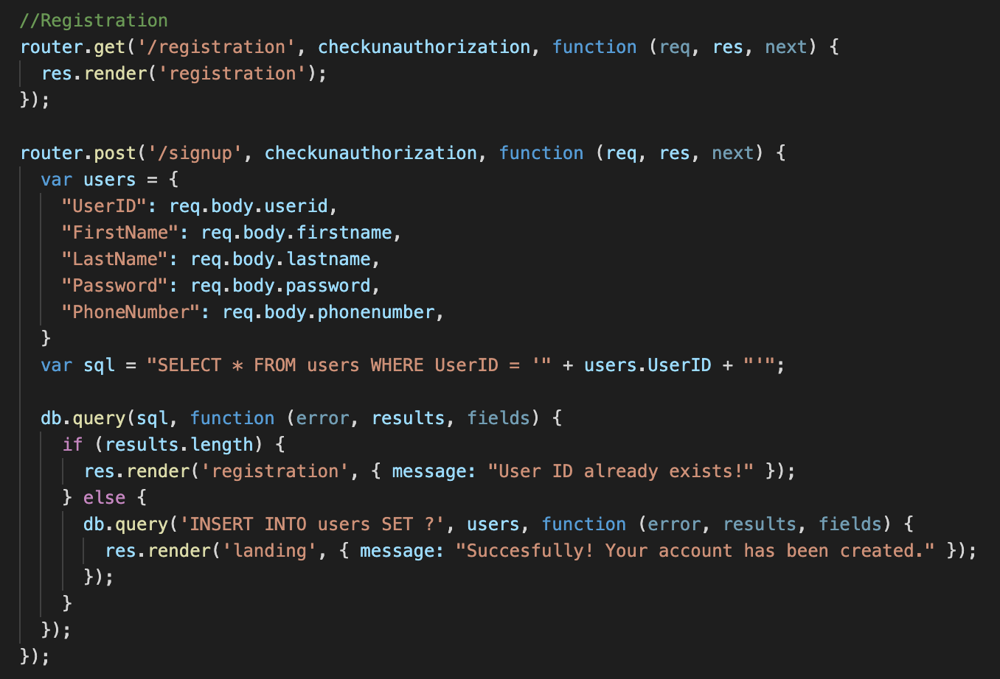 //Registration
router.get('/registration', checkunauthorization, function (req, res, next) {
  res.render('registration');
});

router.post('/signup', checkunauthorization, function (req, res, next) {
  var users = {
    "UserID": req.body.userid,
    "FirstName": req.body.firstname,
    "LastName": req.body.lastname,
    "Password": req.body.password,
    "PhoneNumber": req.body.phonenumber,
  }
  var sql = "SELECT * FROM users WHERE UserID = '" + users.UserID + "'";

  db.query(sql, function (error, results, fields) {
    if (results.length) {
      res.render('registration', { message: "User ID already exists!" });
    } else {
      db.query('INSERT INTO users SET ?', users, function (error, results, fields) {
        res.render('landing', { message: "Succesfully! Your account has been created." });
      });
    }
  });
});